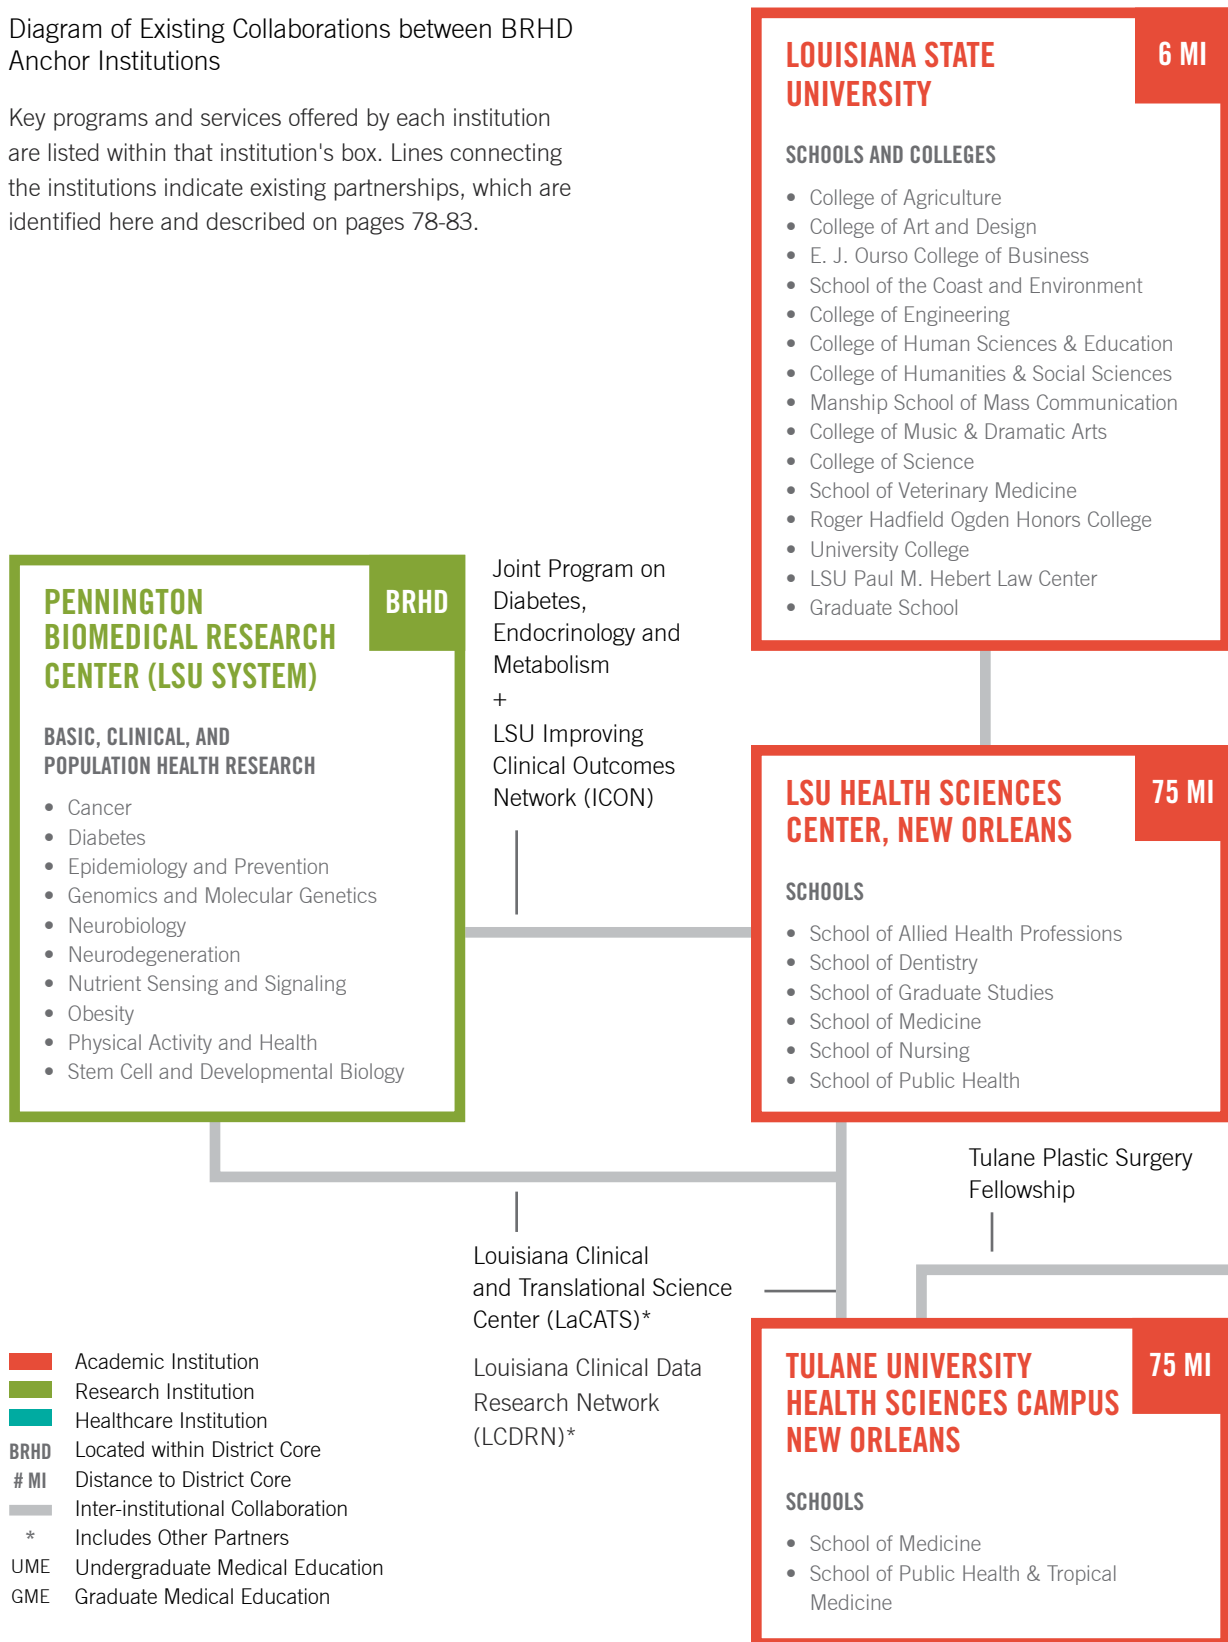 Diagram of Existing Collaborations between BRHD
Anchor Institutions
Key programs and services offered by each institution
are listed within that institution's box. Lines connecting
the institutions indicate existing partnerships, which are
identified here and described on pages 78-83.
LOUISIANA STATE
UNIVERSITY
6 MI
SCHOOLS AND COLLEGES
• College of Agriculture
• College of Art and Design
• E. J. Ourso College of Business
• School of the Coast and Environment
• College of Engineering
• College of Human Sciences & Education
• College of Humanities & Social Sciences
• Manship School of Mass Communication
• College of Music & Dramatic Arts
• College of Science
• School of Veterinary Medicine
• Roger Hadfield Ogden Honors College
• University College
• LSU Paul M. Hebert Law Center
• Graduate School
PENNINGTON
BIOMEDICAL RESEARCH
CENTER (LSU SYSTEM)
BRHD
BASIC, CLINICAL, AND
POPULATION HEALTH RESEARCH
• Cancer
• Diabetes
• Epidemiology and Prevention
• Genomics and Molecular Genetics
• Neurobiology
• Neurodegeneration
• Nutrient Sensing and Signaling
• Obesity
• Physical Activity and Health
• Stem Cell and Developmental Biology
Joint Program on
Diabetes,
Endocrinology and
Metabolism
+
LSU Improving
Clinical Outcomes
Network (ICON)
LSU HEALTH SCIENCES
CENTER, NEW ORLEANS
75 MI
SCHOOLS
• School of Allied Health Professions
• School of Dentistry
• School of Graduate Studies
• School of Medicine
• School of Nursing
• School of Public Health
Tulane Plastic Surgery
Fellowship
Louisiana Clinical
and Translational Science
Center (LaCATS)*
Louisiana Clinical Data
Research Network
(LCDRN)*
TULANE UNIVERSITY
HEALTH SCIENCES CAMPUS
NEW ORLEANS
75 MI
SCHOOLS
• School of Medicine
• School of Public Health & Tropical
Medicine
Academic Institution
Research Institution
Healthcare Institution
BRHD Located within District Core
# MI Distance to District Core
Inter-institutional Collaboration
* Includes Other Partners
UME Undergraduate Medical Education
GME Graduate Medical Education